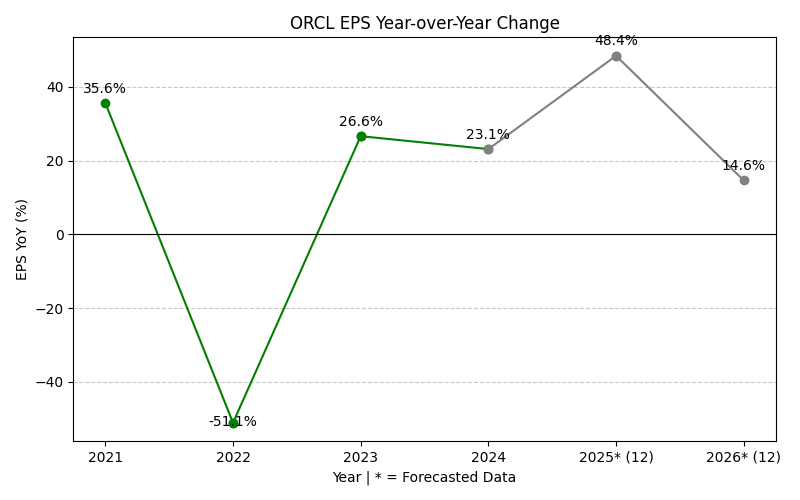 ORCL EPS Year-over-Year Change
48.4%
35.6%
26.6%
23.1%
14.6%
-51.1%
EPS YoY (%)
40
20
0
−20
−40
2021 2022 2023 2024 2025* (12) 2026* (12)
Year | * = Forecasted Data